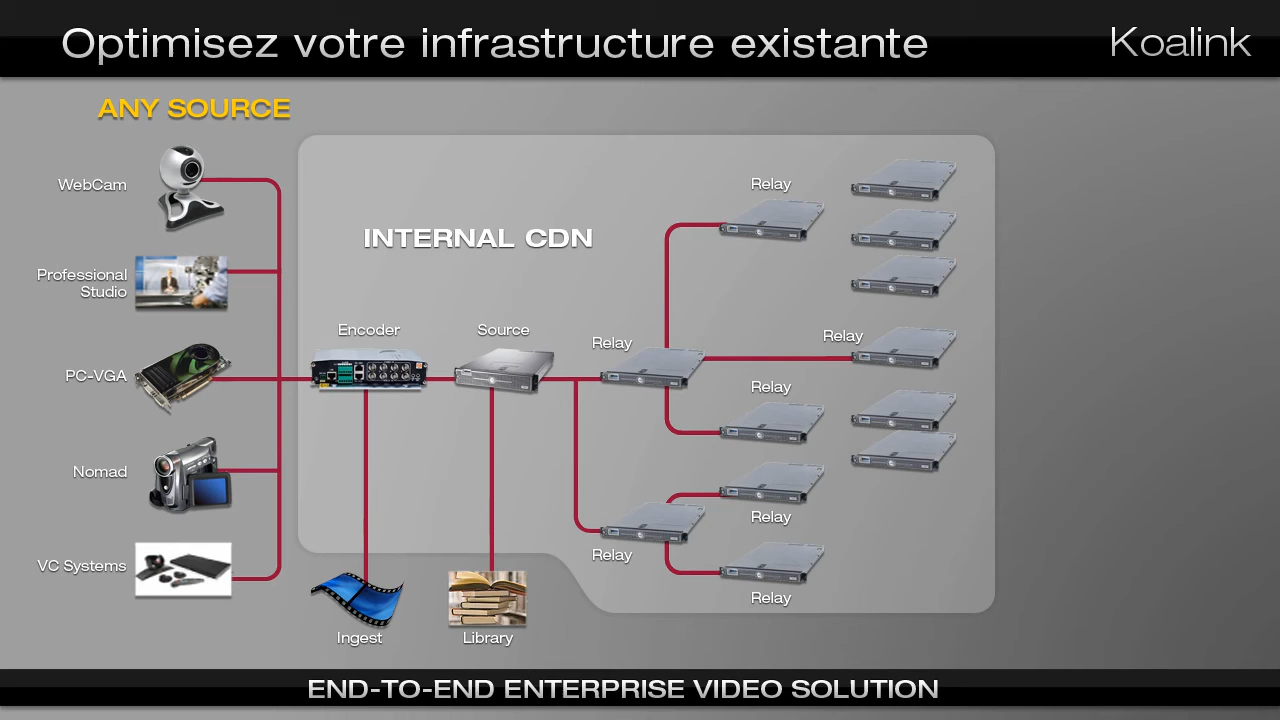 Optimisez votre infrastructure existante
Koalink
ANY SOURCE
WebCam
Professional
Studio
PC-VGA
Nomad
VC Systems
INTERNAL CDN
Encoder
Source
Relay
Relay
Relay
Relay
Relay
Relay
Relay
Ingest
Library
END-TO-END ENTERPRISE VIDEO SOLUTION